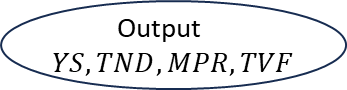 Output
YS, TND, MPR, TVF